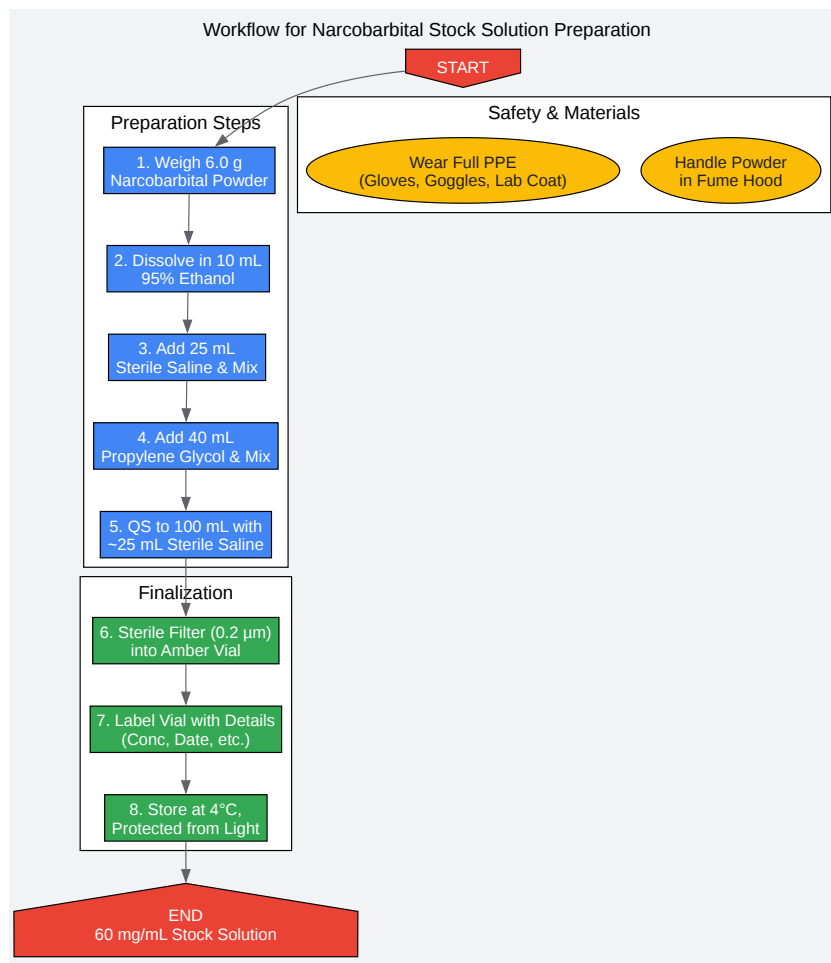 Workflow for Narcobarbital Stock Solution Preparation
START
Safety & Materials
Wear Full PPE
(Gloves, Goggles, Lab Coat)
Handle Powder
in Fume Hood
Preparation Steps
1. Weigh 6.0 g
Narcobarbital Powder
2. Dissolve in 10 mL
95% Ethanol
3. Add 25 mL
Sterile Saline & Mix
4. Add 40 mL
Propylene Glycol & Mix
5. QS to 100 mL with
~25 mL Sterile Saline
Finalization
6. Sterile Filter (0.2 µm)
into Amber Vial
7. Label Vial with Details
(Conc, Date, etc.)
8. Store at 4°C,
Protected from Light
END
60 mg/mL Stock Solution